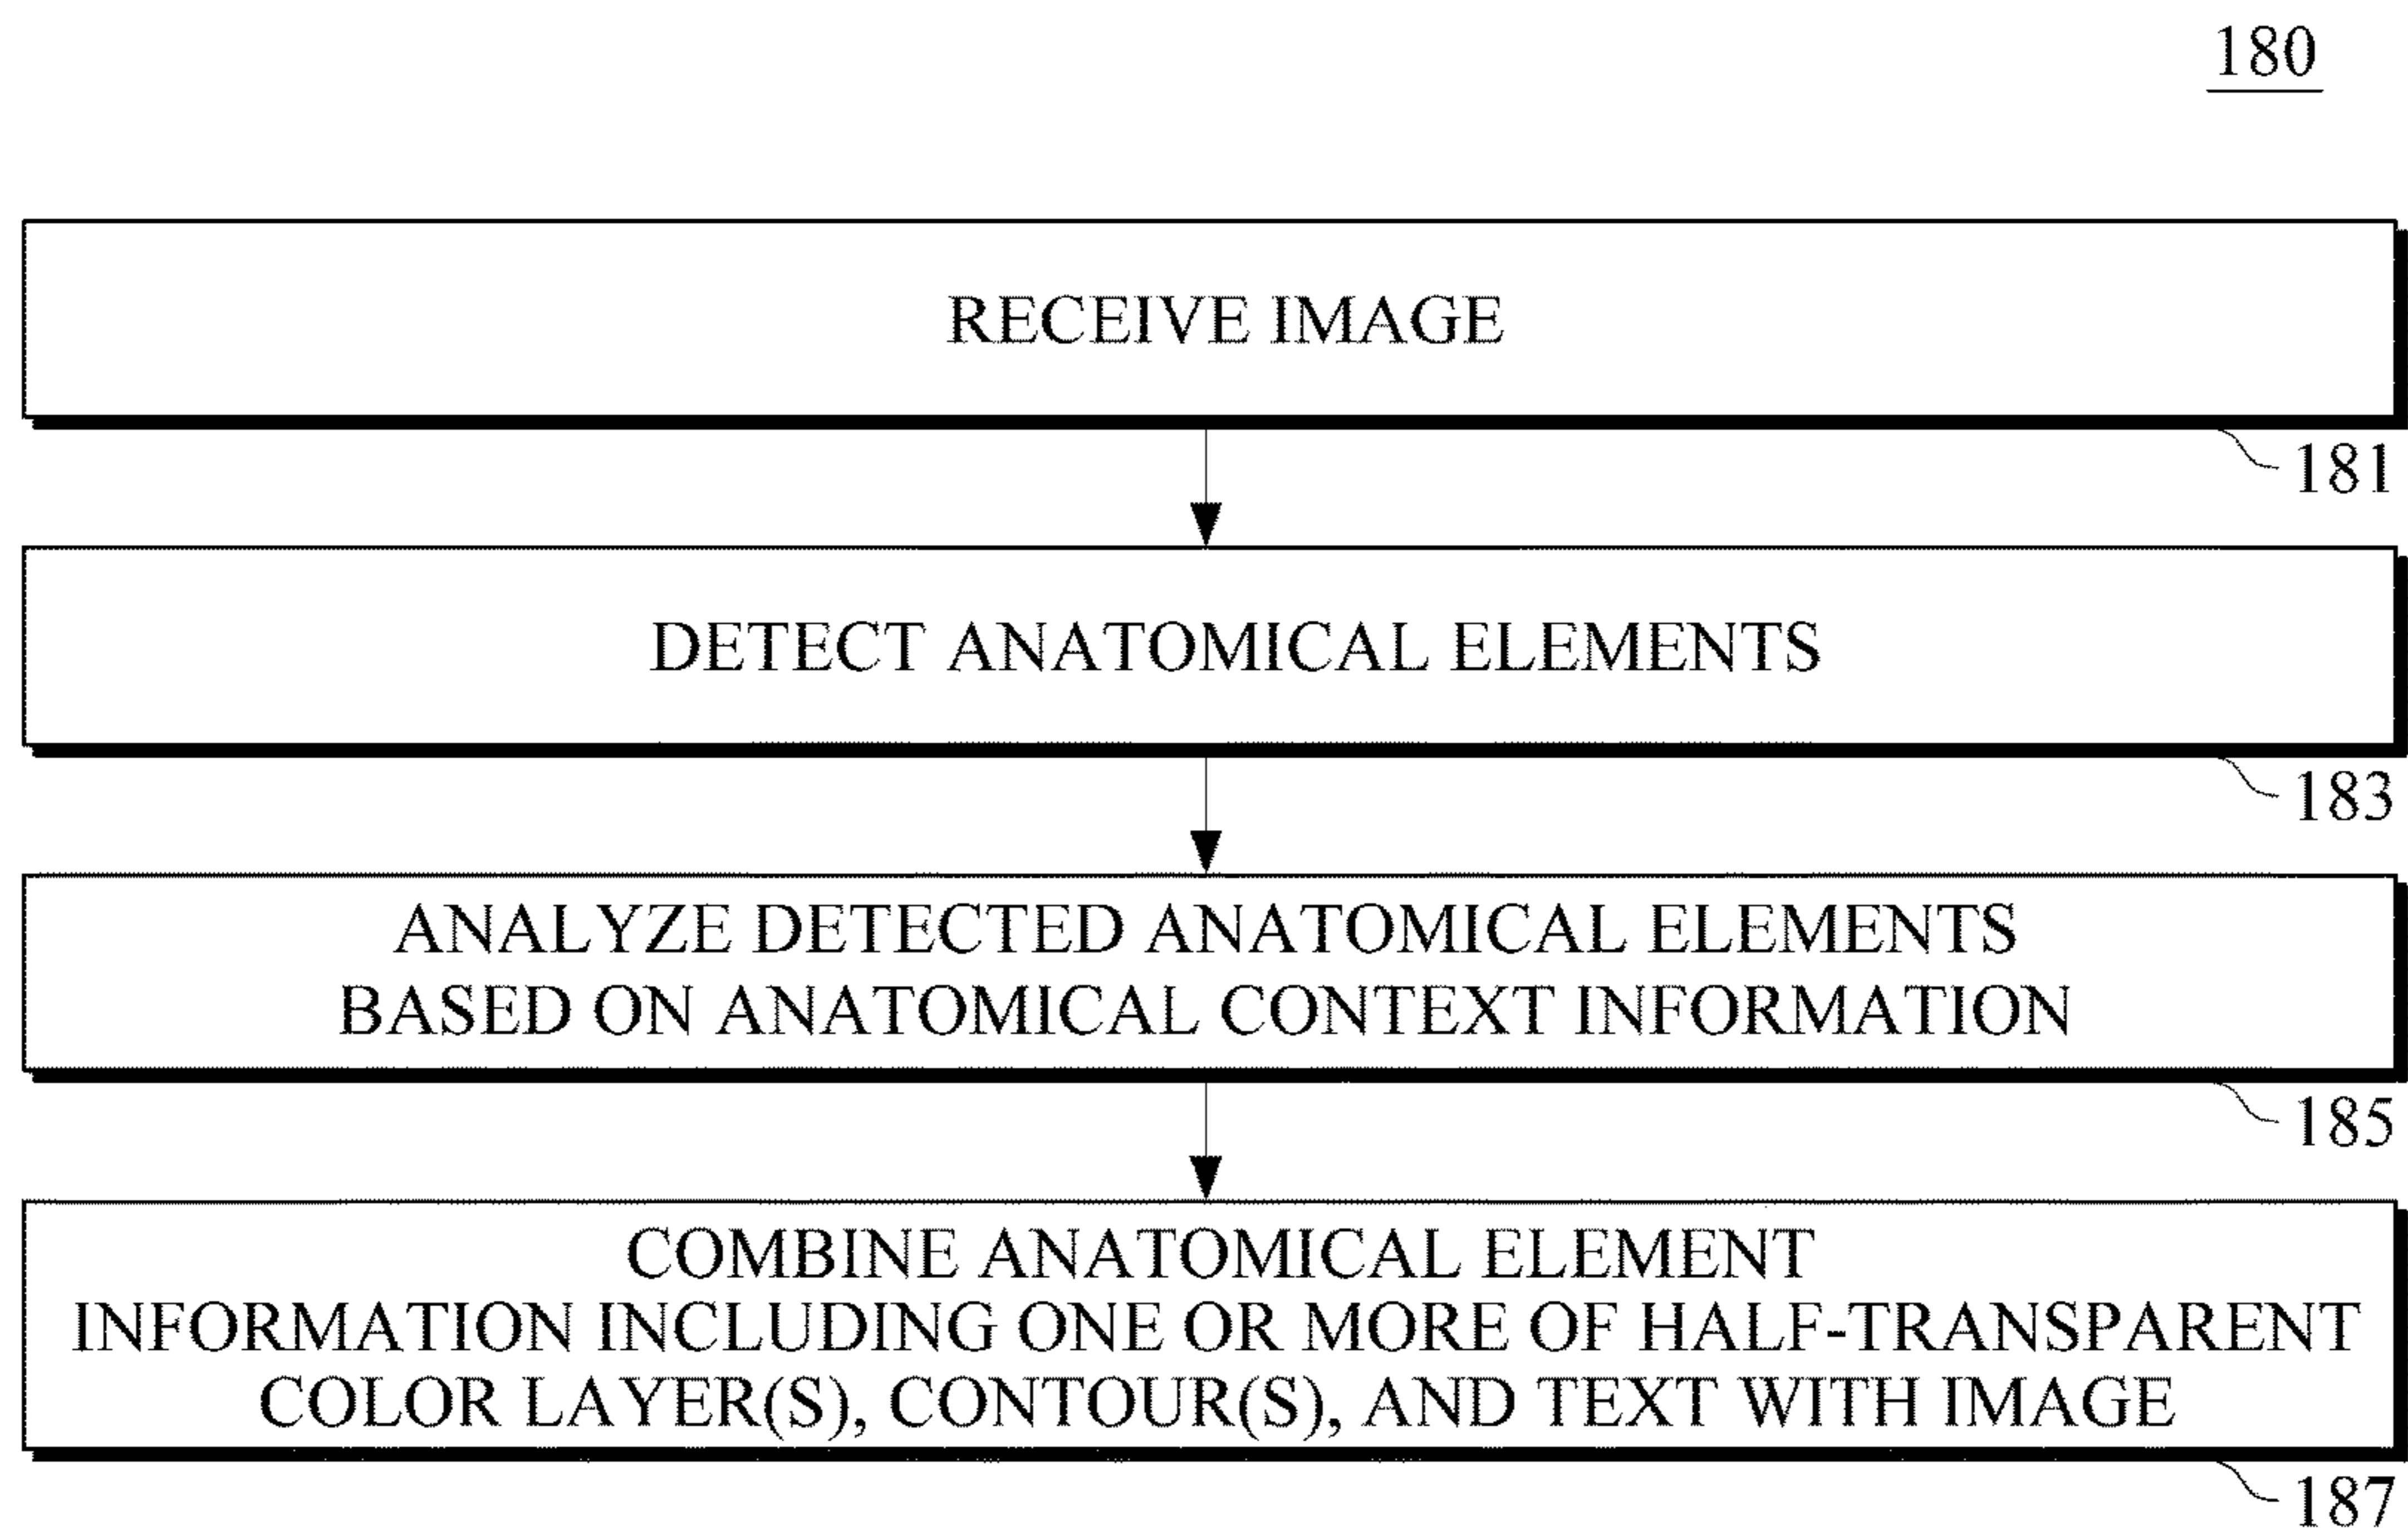 180
RECEIVE IMAGE
181
DETECT ANATOMICAL ELEMENTS
183
ANALYZE DETECTED ANATOMICAL ELEMENTS
BASED ON ANATOMICAL CONTEXT INFORMATION
185
COMBINE ANATOMICAL ELEMENT
INFORMATION INCLUDING ONE OR MORE OF HALF-TRANSPARENT
COLOR LAYER(S), CONTOUR(S), AND TEXT WITH IMAGE
187